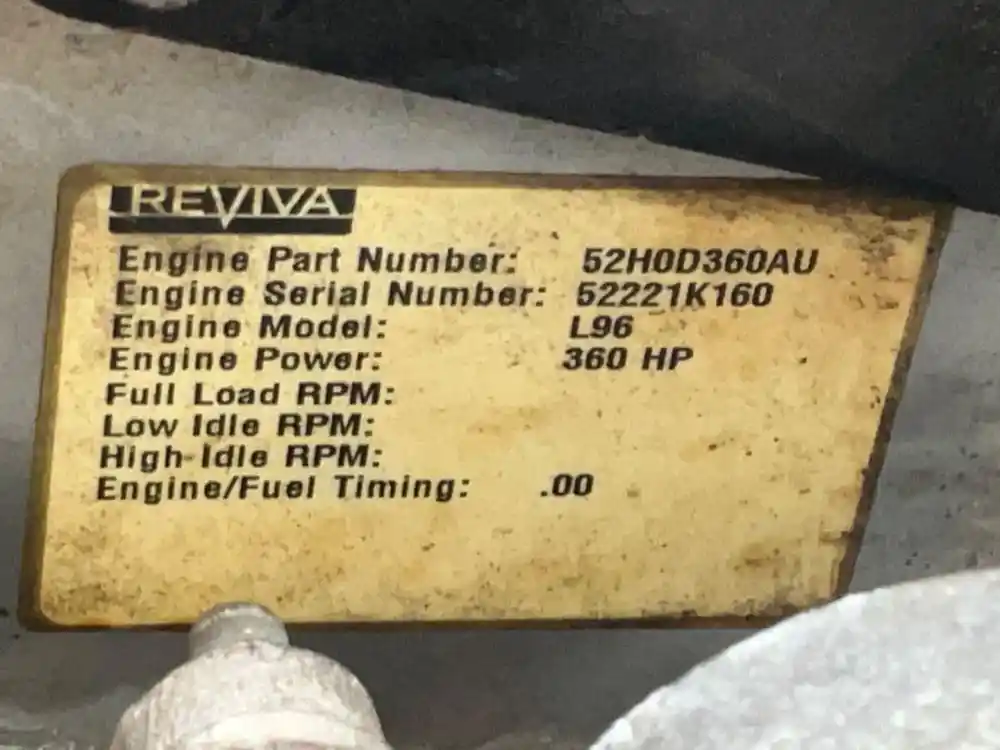 REVIVA
Engine Part Number: 52H0D360AU
Engine Serial Number: 52221K160
Engine Model: L96
Engine Power: 360 HP
Full Load RPM:
Low Idle RPM:
High-Idle RPM:
Engine/Fuel Timing: .00